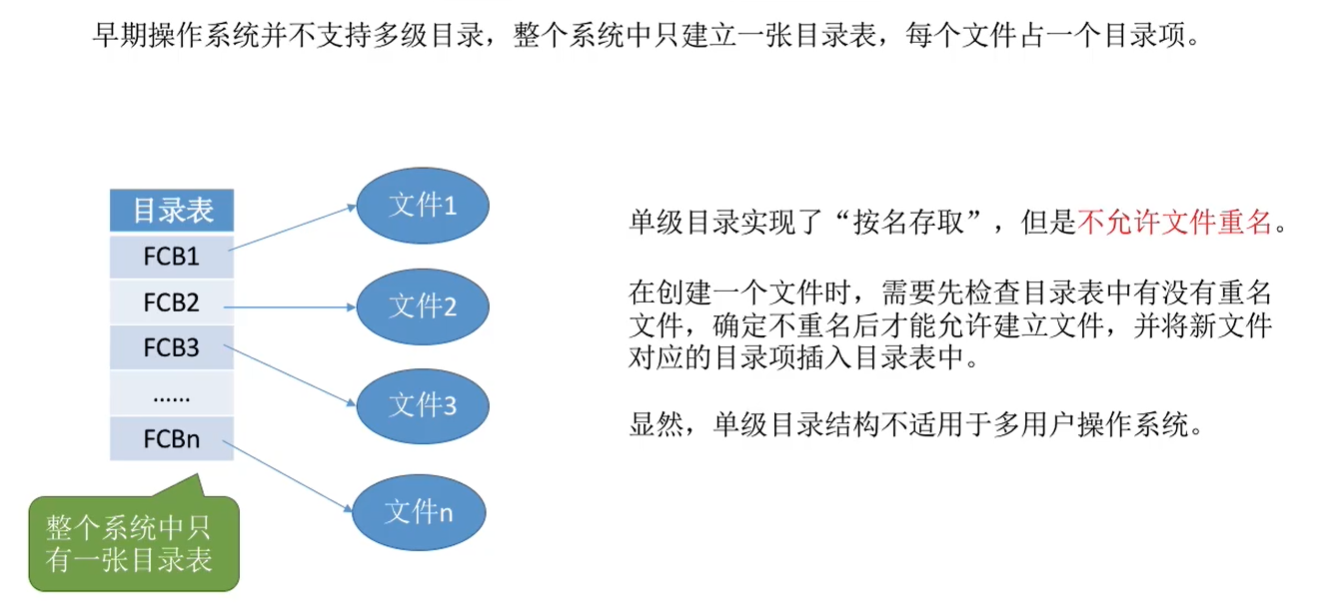 早期操作系统并不支持多级目录，整个系统中只建立一张目录表，每个文件占一个目录项。
目录表
FCB1
FCB2
FCB3
……
FCBn
文件1
文件2
文件3
文件n
整个系统中只
有一张目录表
单级目录实现了“按名存取”，但是不允许文件重名。
在创建一个文件时，需要先检查目录表中有没有重名
文件，确定不重名后才能允许建立文件，并将新文件
对应的目录项插入目录表中。
显然，单级目录结构不适用于多用户操作系统。